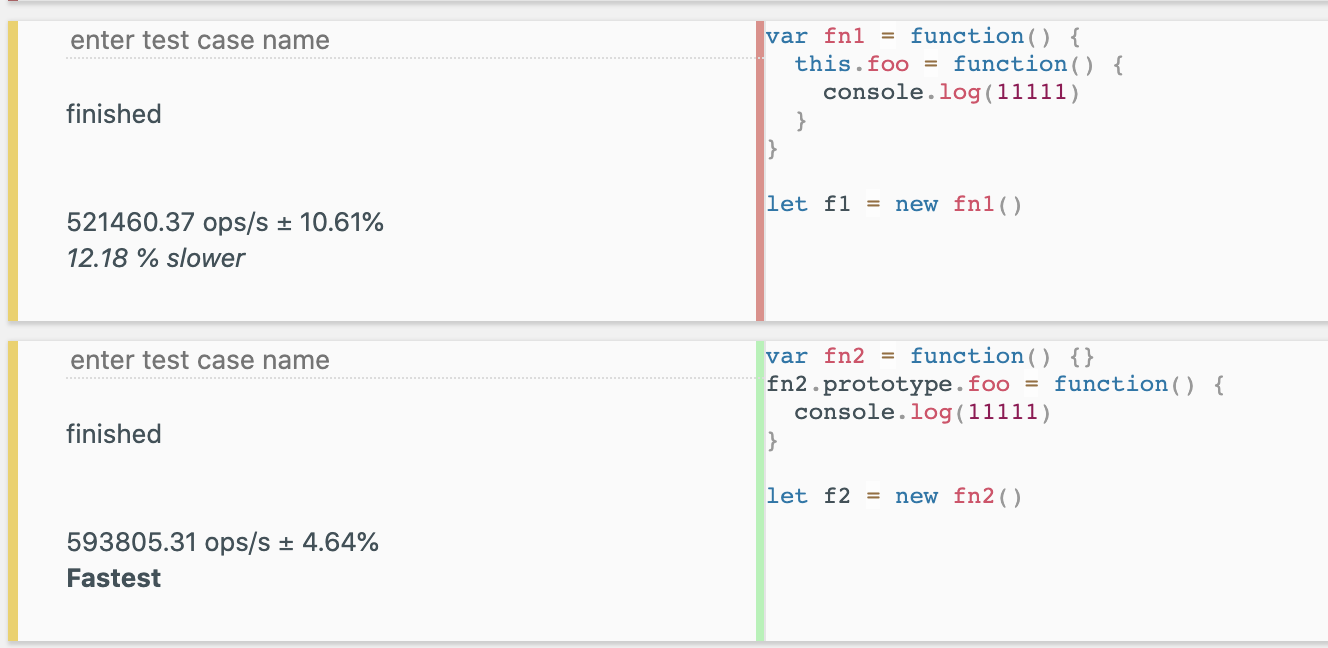 enter test case name
finished
521460.37 ops/s ± 10.61%
12.18 % slower
var fn1 = function() {
  this.foo = function() {
    console.log(11111)
  }
}
let f1 = new fn1()
enter test case name
finished
593805.31 ops/s ± 4.64%
Fastest
var fn2 = function() {}
fn2.prototype.foo = function() {
  console.log(11111)
}
let f2 = new fn2()